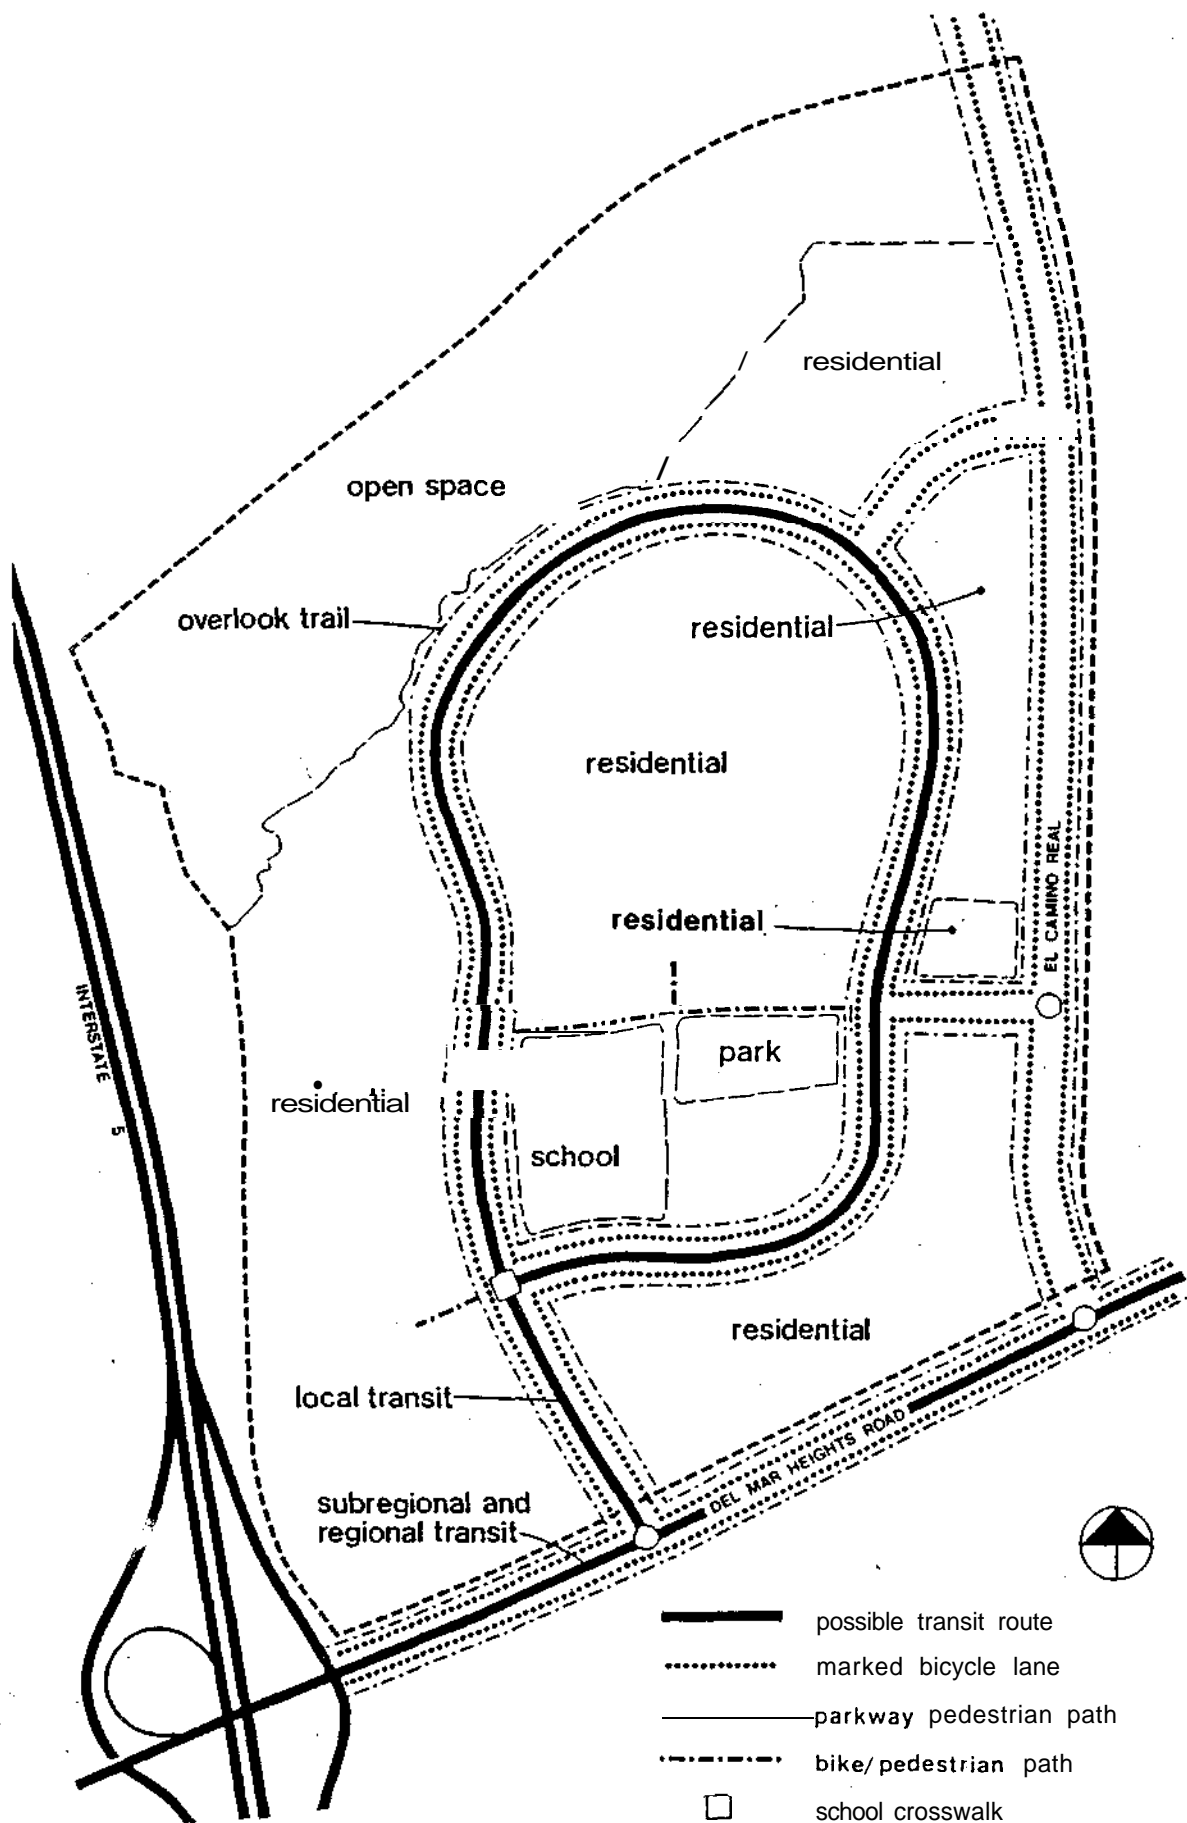 residential
open space
overlook trail
residential
residential
EL CAMINO REAL
residential
INTERSTATE 5
park
residential
school
residential
local transit
DEL MAR HEIGHTS ROAD
subregional and
regional transit
possible transit route
marked bicycle lane
parkway pedestrian path
bike/pedestrian path
school crosswalk